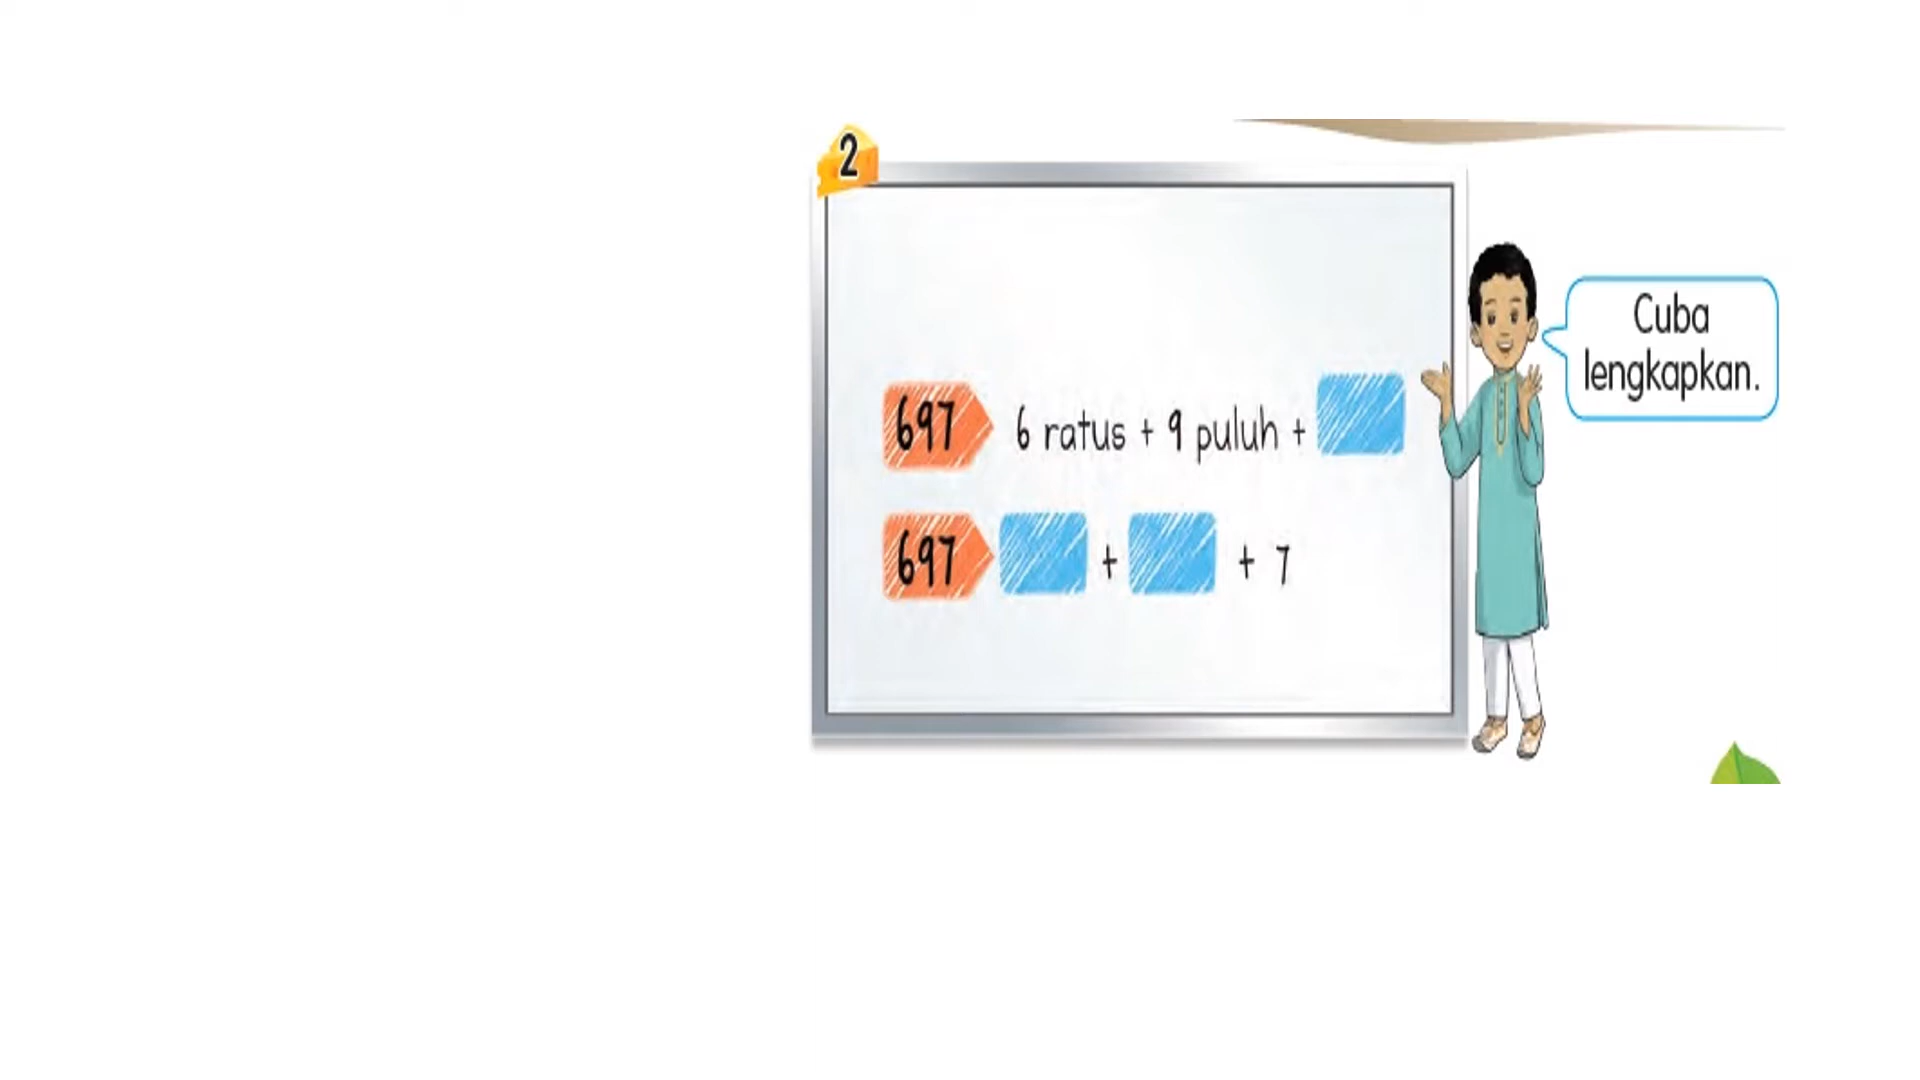 2
Cuba
lengkapkan.
697 6 ratus + 9 puluh +
697 + + 7